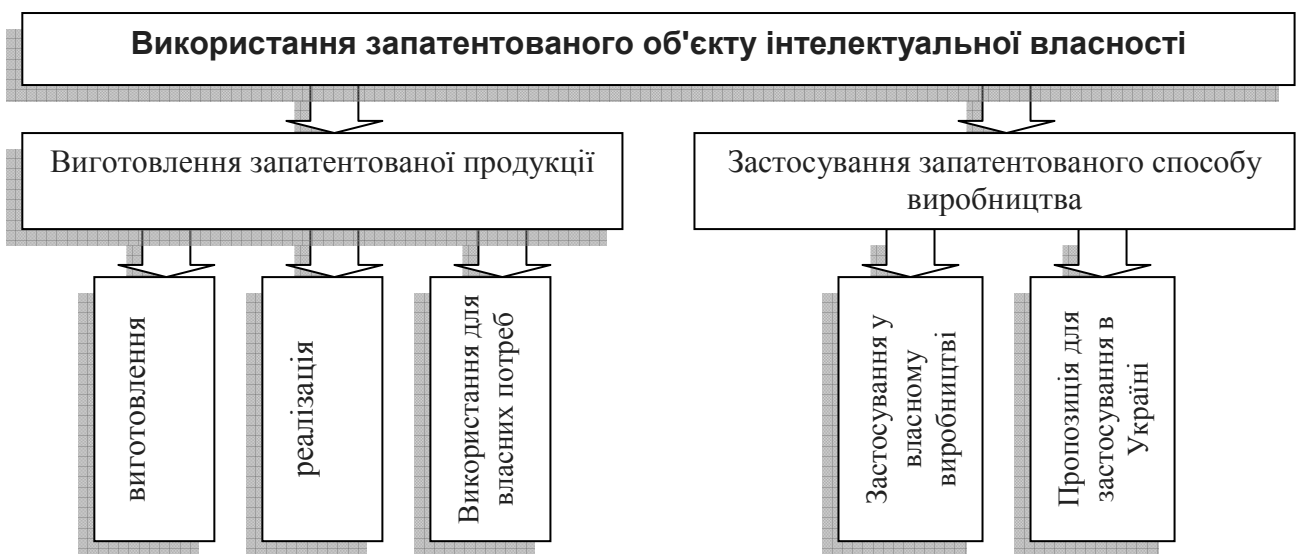 Використання запатентованого об'єкту інтелектуальної власності
Виготовлення запатентованої продукції
Застосування запатентованого способу
виробництва
виготовлення
реалізація
Використання для
власних потреб
Застосування у
власному
виробництві
Пропозиція для
застосування в
Україні